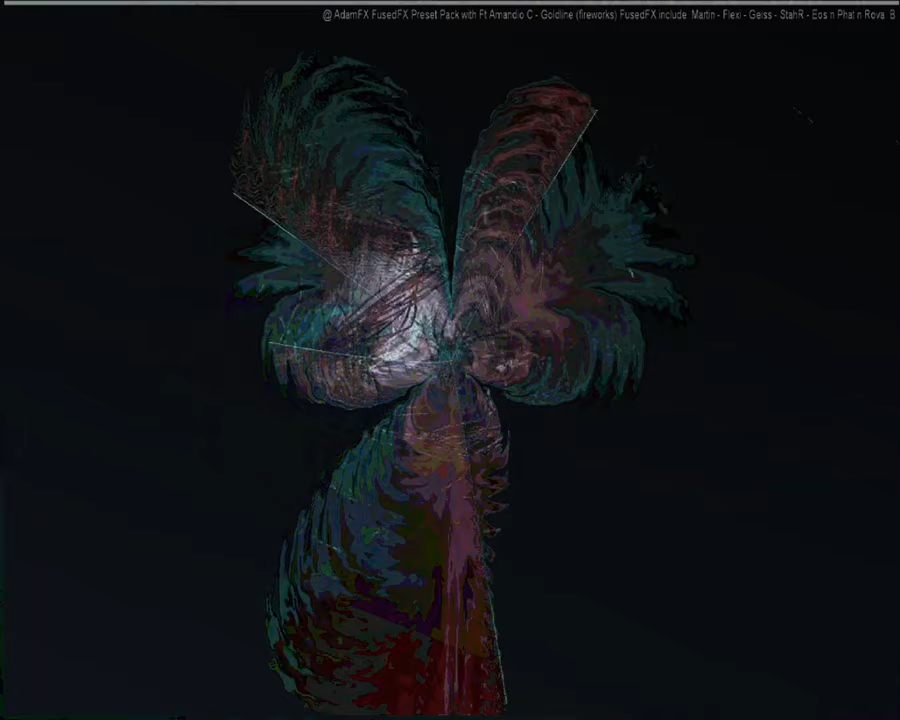 @ AdamFX FusedFX Preset Pack with Ft Amandio C - Goldline (fireworks) FusedFX include Martin - Flexi - Geiss - StahR - Eos n Phat n Rova B